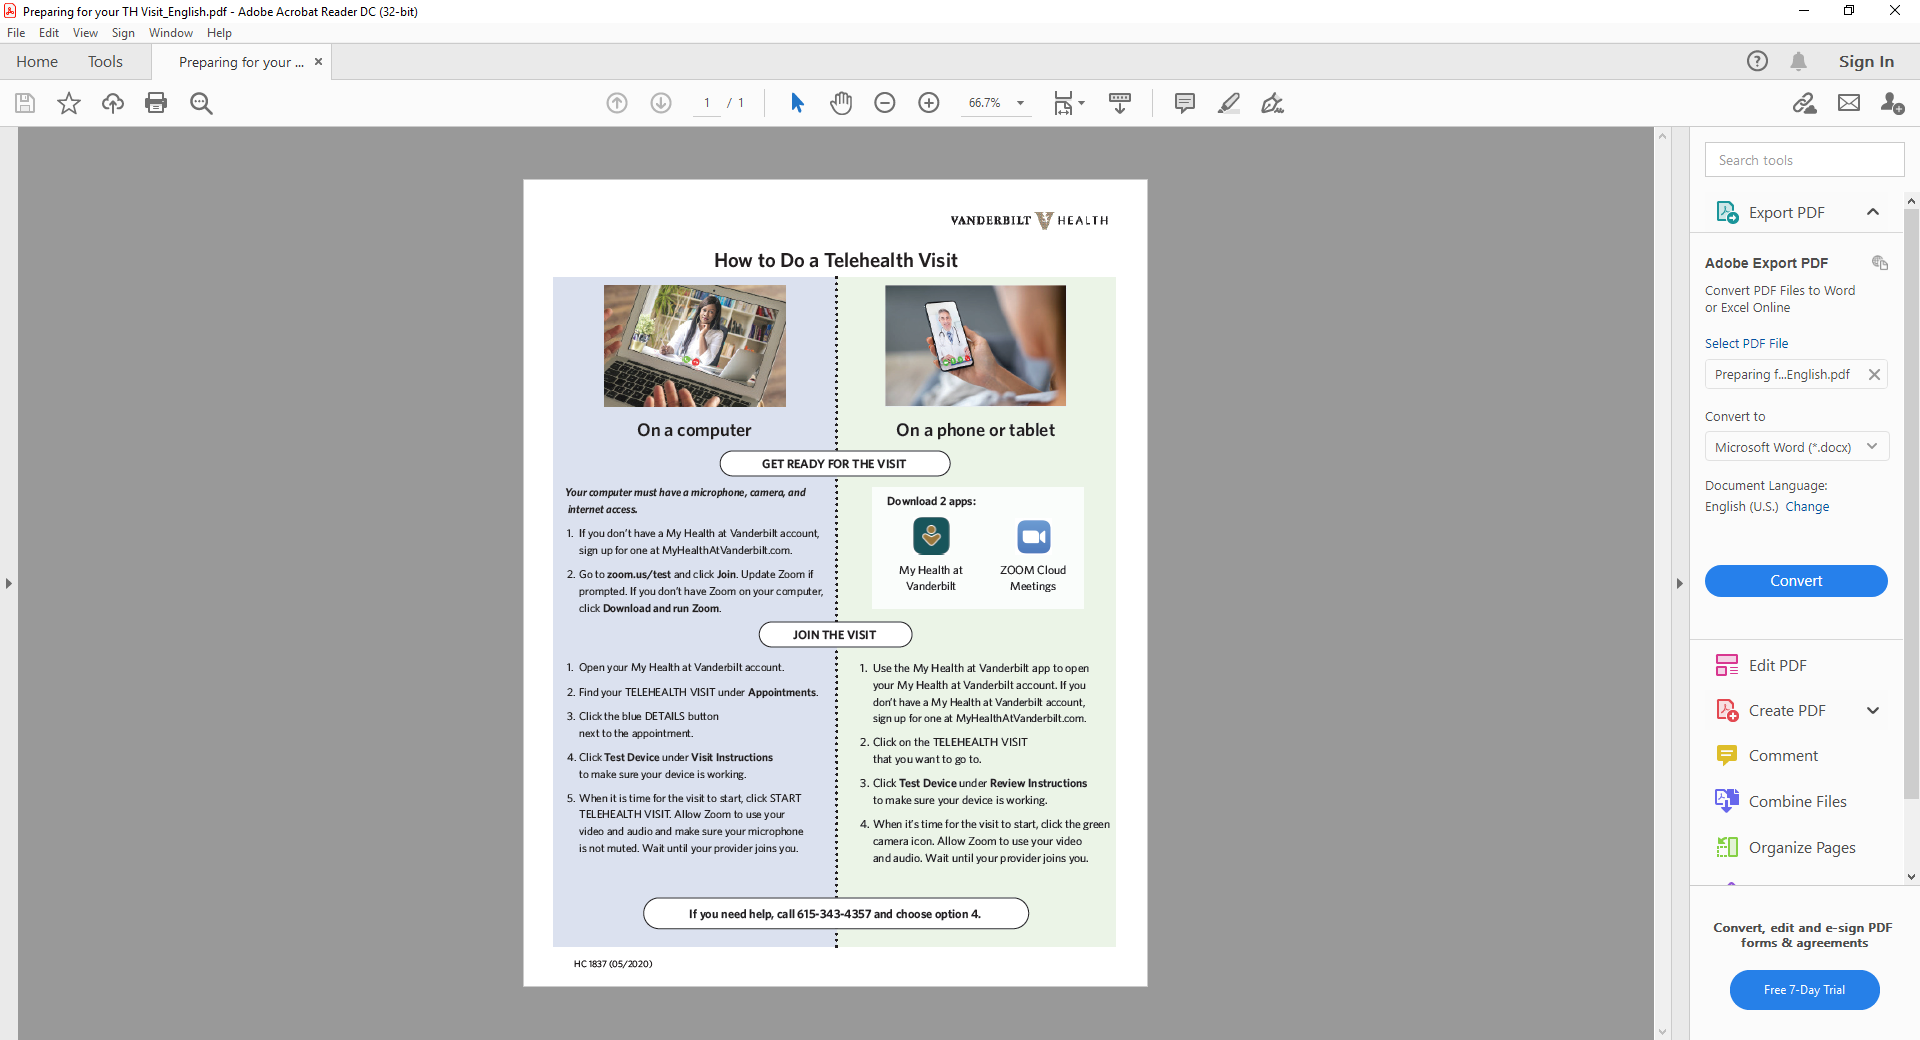 Preparing for your TH Visit_English.pdf - Adobe Acrobat Reader DC (32-bit)
File Edit View Sign Window Help
Home Tools Preparing for your ... Sign In
1 / 1 66.7%
VANDERBILT HEALTH
How to Do a Telehealth Visit
On a computer
GET READY FOR THE VISIT
Your computer must have a microphone, camera, and
internet access.
1. If you don't have a My Health at Vanderbilt account,
sign up for one at MyHealthAtVanderbilt.com.
2. Go to zoom.us/test and click Join. Update Zoom if
prompted. If you don't have Zoom on your computer,
click Download and run Zoom.
On a phone or tablet
Download 2 apps:
My Health at
Vanderbilt
ZOOM Cloud
Meetings
JOIN THE VISIT
1. Open your My Health at Vanderbilt account.
2. Find your TELEHEALTH VISIT under Appointments.
3. Click the blue DETAILS button
next to the appointment.
4. Click Test Device under Visit Instructions
to make sure your device is working.
5. When it is time for the visit to start, click START
TELEHEALTH VISIT. Allow Zoom to use your
video and audio and make sure your microphone
is not muted. Wait until your provider joins you.
1. Use the My Health at Vanderbilt app to open
your My Health at Vanderbilt account. If you
don't have a My Health at Vanderbilt account,
sign up for one at MyHealthAtVanderbilt.com.
2. Click on the TELEHEALTH VISIT
that you want to go to.
3. Click Test Device under Review Instructions
to make sure your device is working.
4. When it's time for the visit to start, click the green
camera icon. Allow Zoom to use your video
and audio. Wait until your provider joins you.
If you need help, call 615-343-4357 and choose option 4.
HC 1837 (05/2020)
Search tools
Export PDF
Adobe Export PDF
Convert PDF Files to Word
or Excel Online
Select PDF File
Preparing f...English.pdf
Convert to
Microsoft Word (*.docx)
Document Language:
English (U.S.) Change
Convert
Edit PDF
Create PDF
Comment
Combine Files
Organize Pages
Convert, edit and e-sign PDF
forms & agreements
Free 7-Day Trial